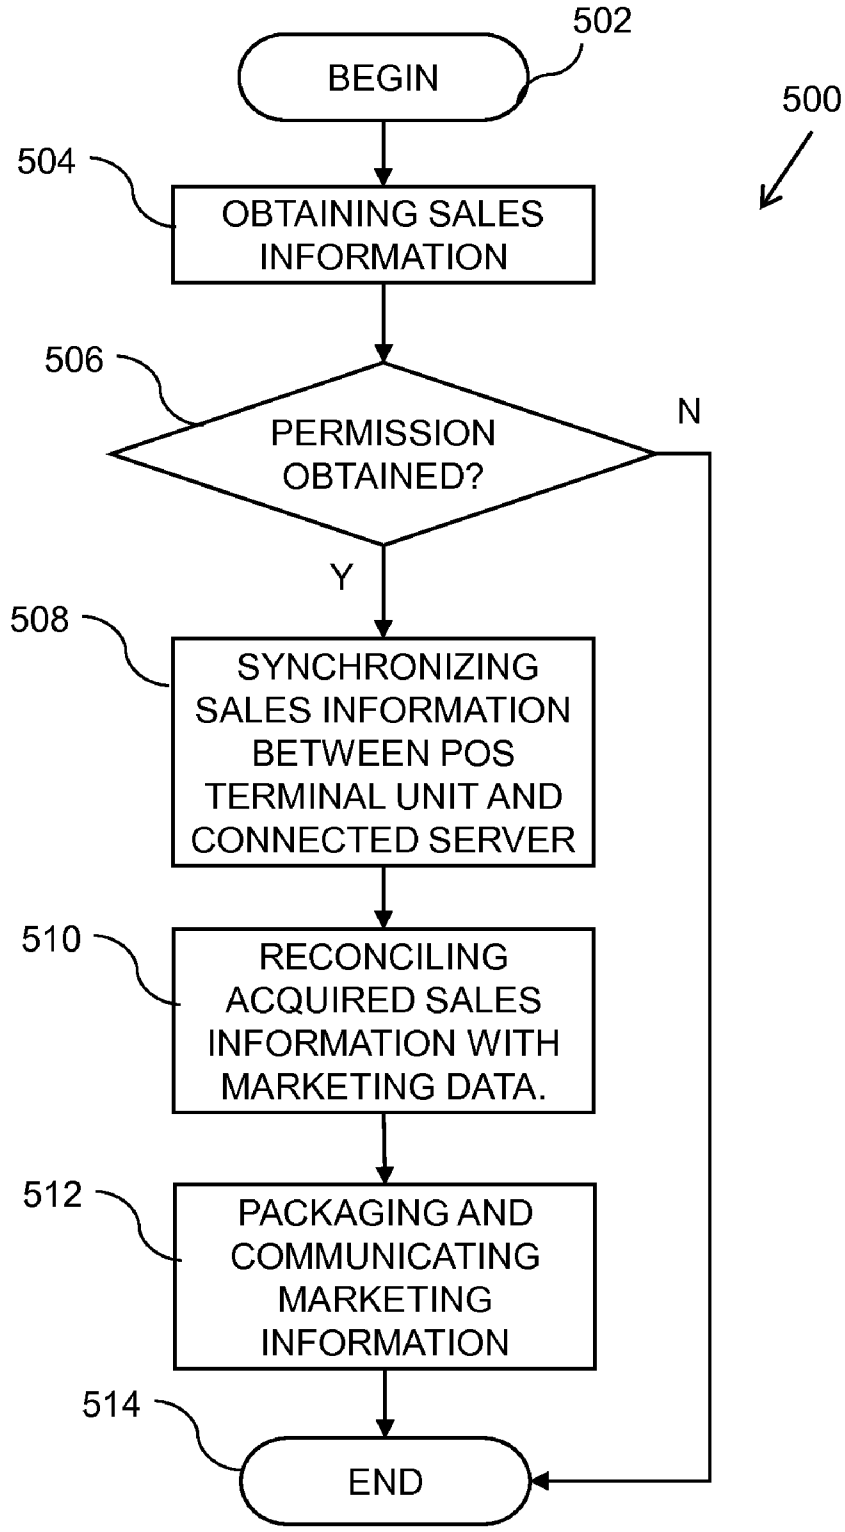 502
BEGIN
500
504
OBTAINING SALES
INFORMATION
506
N
PERMISSION
OBTAINED?
Y
508
SYNCHRONIZING
SALES INFORMATION
BETWEEN POS
TERMINAL UNIT AND
CONNECTED SERVER
510
RECONCILING
ACQUIRED SALES
INFORMATION WITH
MARKETING DATA.
512
PACKAGING AND
COMMUNICATING
MARKETING
INFORMATION
514
END